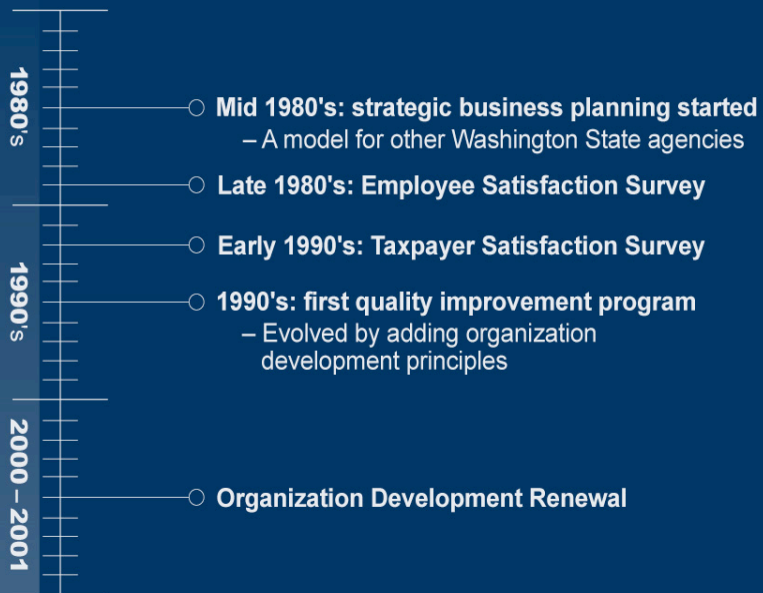 1980's
Mid 1980's: strategic business planning started
– A model for other Washington State agencies
Late 1980's: Employee Satisfaction Survey
1990's
Early 1990's: Taxpayer Satisfaction Survey
1990's: first quality improvement program
– Evolved by adding organization
development principles
2000 – 2001
Organization Development Renewal